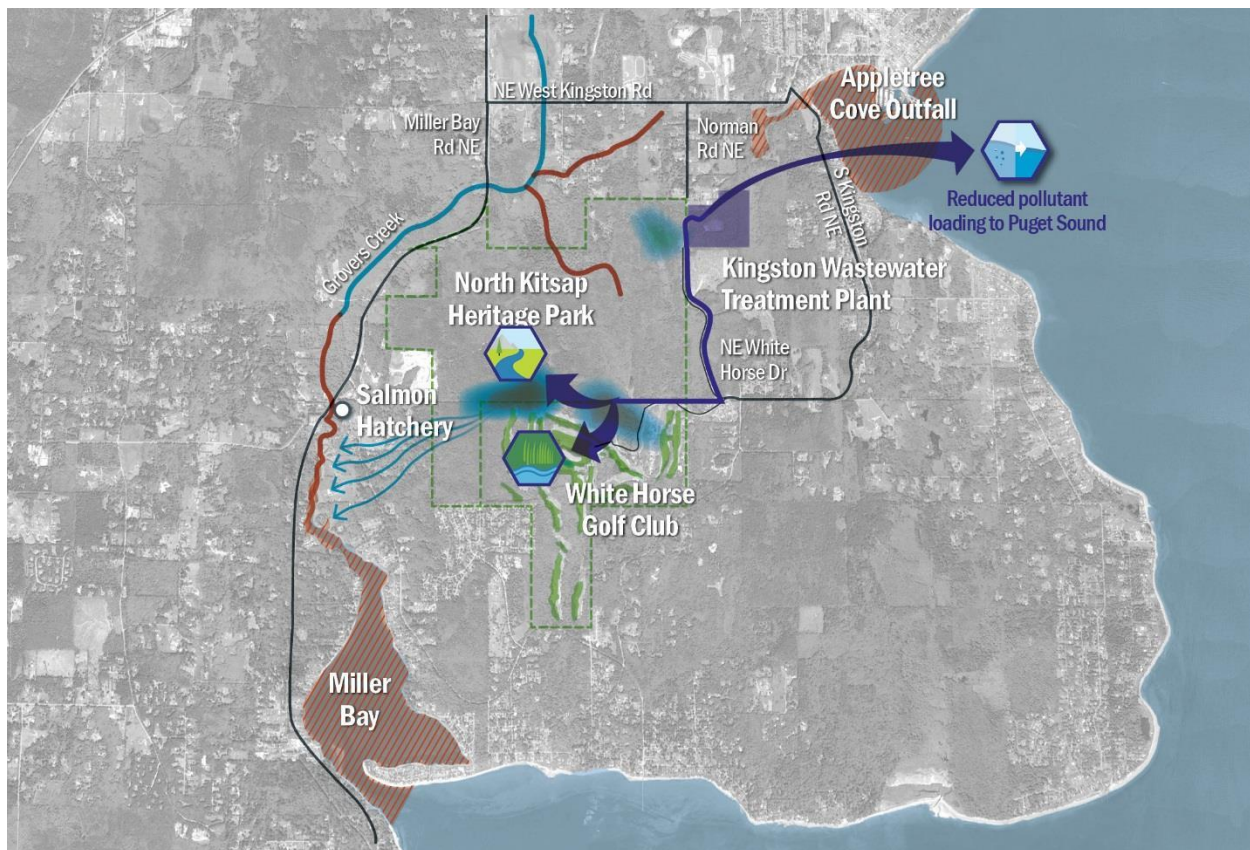 Appletree
Cove Outfall
NE West Kingston Rd
Miller Bay
Rd NE
Norman
Rd NE
S Kingston
Rd NE
Reduced pollutant
loading to Puget Sound
Grovers Creek
North Kitsap
Heritage Park
Kingston Wastewater
Treatment Plant
NE White
Horse Dr
Salmon
Hatchery
White Horse
Golf Club
Miller
Bay